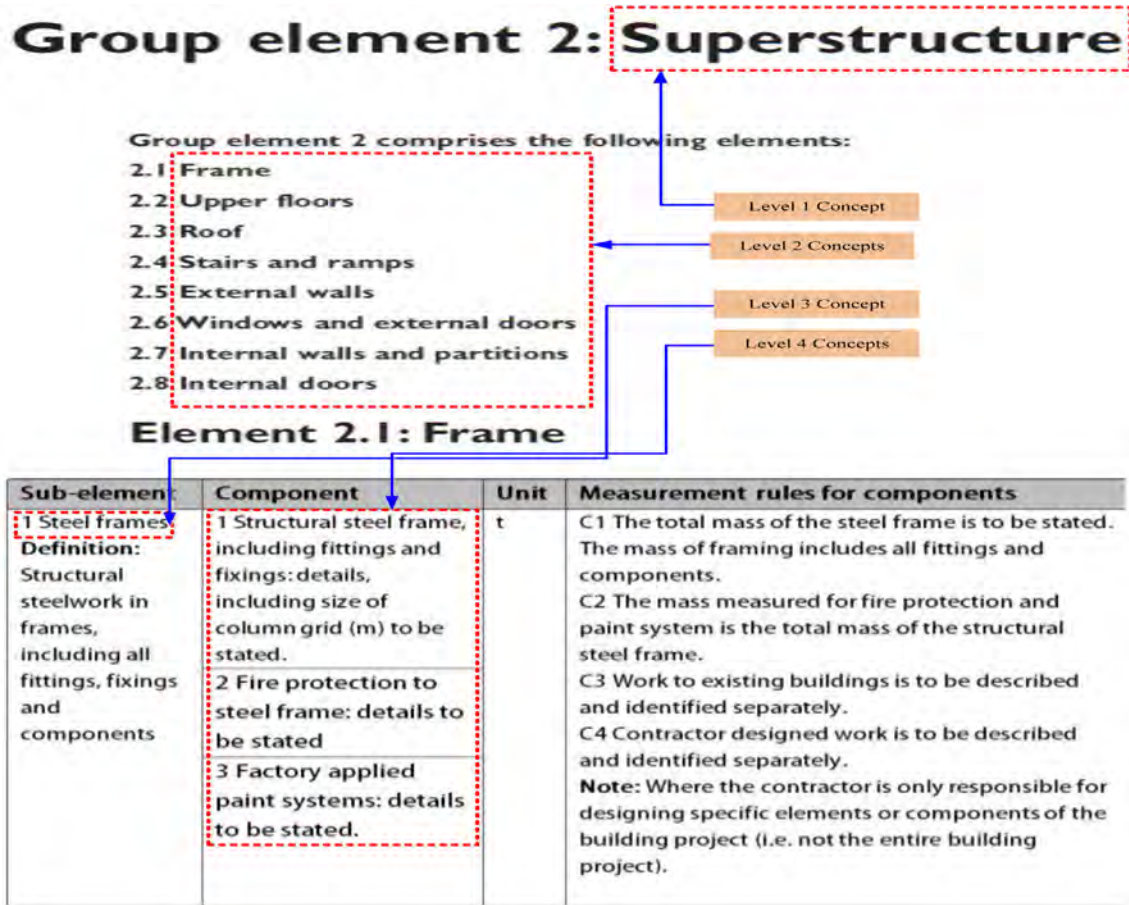 Group element 2: Superstructure
Group element 2 comprises the following elements:
2.1 Frame
2.2 Upper floors
2.3 Roof
2.4 Stairs and ramps
2.5 External walls
2.6 Windows and external doors
2.7 Internal walls and partitions
2.8 Internal doors
Level 1 Concept
Level 2 Concepts
Level 3 Concept
Level 4 Concepts
Element 2.1: Frame
Sub-element
Component
Unit
Measurement rules for components
1 Steel frames
Definition:
Structural
steelwork in
frames,
including all
fittings, fixings
and
components
1 Structural steel frame,
including fittings and
fixings: details,
including size of
column grid (m) to be
stated.
2 Fire protection to
steel frame: details to
be stated
3 Factory applied
paint systems: details
to be stated.
t
C1 The total mass of the steel frame is to be stated.
The mass of framing includes all fittings and
components.
C2 The mass measured for fire protection and
paint system is the total mass of the structural
steel frame.
C3 Work to existing buildings is to be described
and identified separately.
C4 Contractor designed work is to be described
and identified separately.
Note: Where the contractor is only responsible for
designing specific elements or components of the
building project (i.e. not the entire building
project).